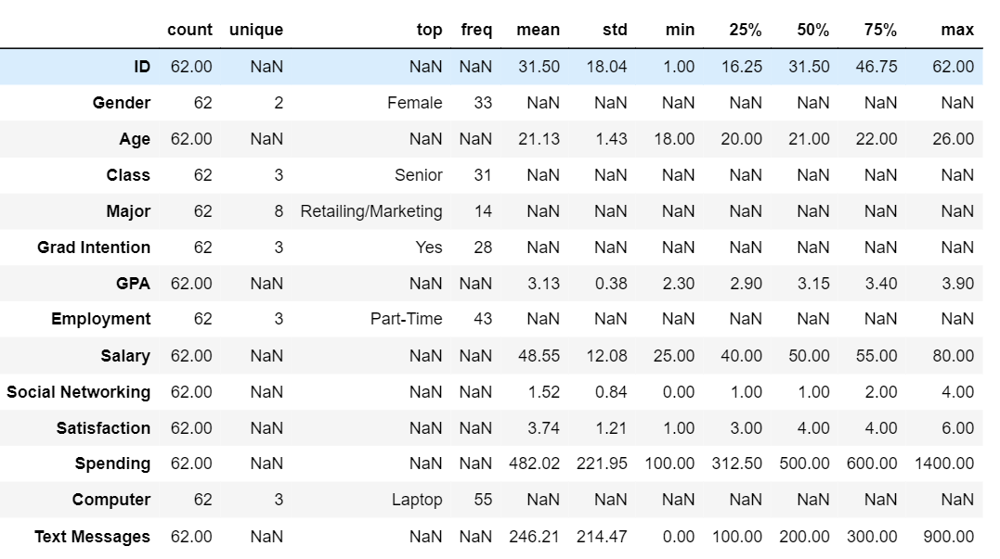 count unique top freq mean std min 25% 50% 75% max
ID 62.00 NaN NaN NaN 31.50 18.04 1.00 16.25 31.50 46.75 62.00
Gender 62 2 Female 33 NaN NaN NaN NaN NaN NaN NaN
Age 62.00 NaN NaN NaN 21.13 1.43 18.00 20.00 21.00 22.00 26.00
Class 62 3 Senior 31 NaN NaN NaN NaN NaN NaN NaN
Major 62 8 Retailing/Marketing 14 NaN NaN NaN NaN NaN NaN NaN
Grad Intention 62 3 Yes 28 NaN NaN NaN NaN NaN NaN NaN
GPA 62.00 NaN NaN NaN 3.13 0.38 2.30 2.90 3.15 3.40 3.90
Employment 62 3 Part-Time 43 NaN NaN NaN NaN NaN NaN NaN
Salary 62.00 NaN NaN NaN 48.55 12.08 25.00 40.00 50.00 55.00 80.00
Social Networking 62.00 NaN NaN NaN 1.52 0.84 0.00 1.00 1.00 2.00 4.00
Satisfaction 62.00 NaN NaN NaN 3.74 1.21 1.00 3.00 4.00 4.00 6.00
Spending 62.00 NaN NaN NaN 482.02 221.95 100.00 312.50 500.00 600.00 1400.00
Computer 62 3 Laptop 55 NaN NaN NaN NaN NaN NaN NaN
Text Messages 62.00 NaN NaN NaN 246.21 214.47 0.00 100.00 200.00 300.00 900.00